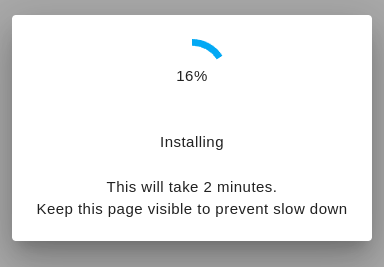 16%
Installing
This will take 2 minutes.
Keep this page visible to prevent slow down